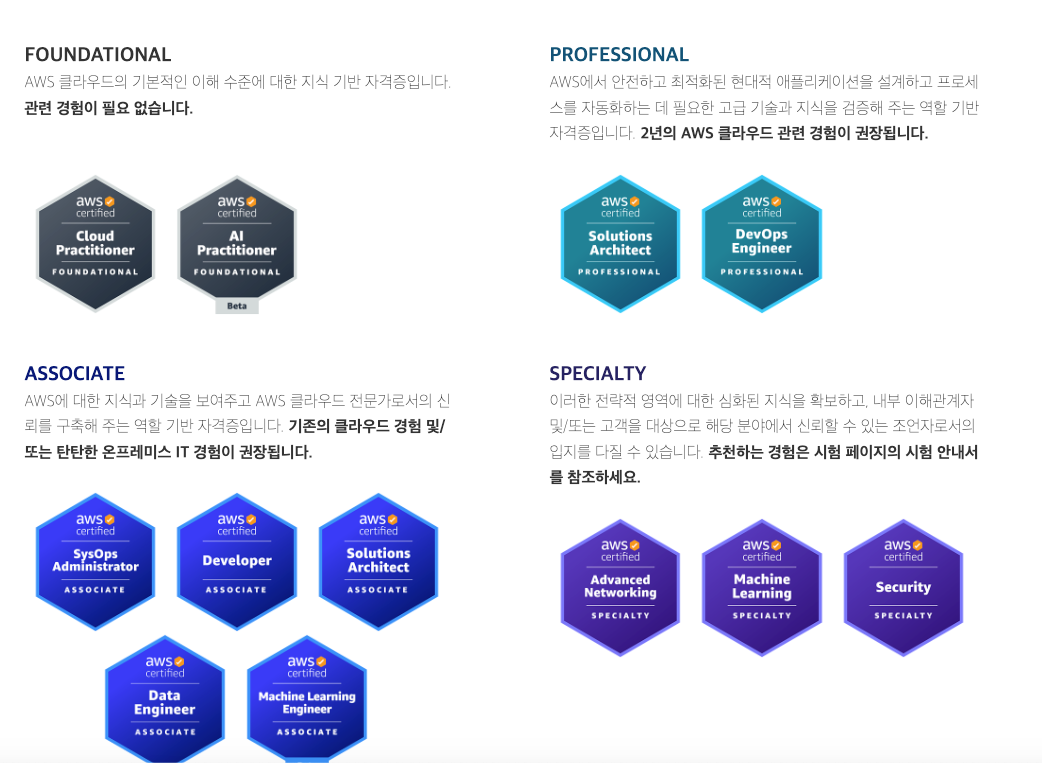 FOUNDATIONAL
AWS 클라우드의 기본적인 이해 수준에 대한 지식 기반 자격증입니다.
관련 경험이 필요 없습니다.
aws
certified
Cloud
Practitioner
FOUNDATIONAL
aws
certified
AI
Practitioner
FOUNDATIONAL
Beta
PROFESSIONAL
AWS에서 안전하고 최적화된 현대적 애플리케이션을 설계하고 프로세
스를 자동화하는 데 필요한 고급 기술과 지식을 검증해 주는 역할 기반
자격증입니다. 2년의 AWS 클라우드 관련 경험이 권장됩니다.
aws
certified
Solutions
Architect
PROFESSIONAL
aws
certified
DevOps
Engineer
PROFESSIONAL
ASSOCIATE
AWS에 대한 지식과 기술을 보여주고 AWS 클라우드 전문가로서의 신
뢰를 구축해 주는 역할 기반 자격증입니다. 기존의 클라우드 경험 및/
또는 탄탄한 온프레미스 IT 경험이 권장됩니다.
aws
certified
SysOps
Administrator
ASSOCIATE
aws
certified
Developer
ASSOCIATE
aws
certified
Solutions
Architect
ASSOCIATE
aws
certified
Data
Engineer
ASSOCIATE
aws
certified
Machine Learning
Engineer
ASSOCIATE
SPECIALTY
이러한 전략적 영역에 대한 심화된 지식을 확보하고, 내부 이해관계자
및/또는 고객을 대상으로 해당 분야에서 신뢰할 수 있는 조언자로서의
입지를 다질 수 있습니다. 추천하는 경험은 시험 페이지의 시험 안내서
를 참조하세요.
aws
certified
Advanced
Networking
SPECIALTY
aws
certified
Machine
Learning
SPECIALTY
aws
certified
Security
SPECIALTY